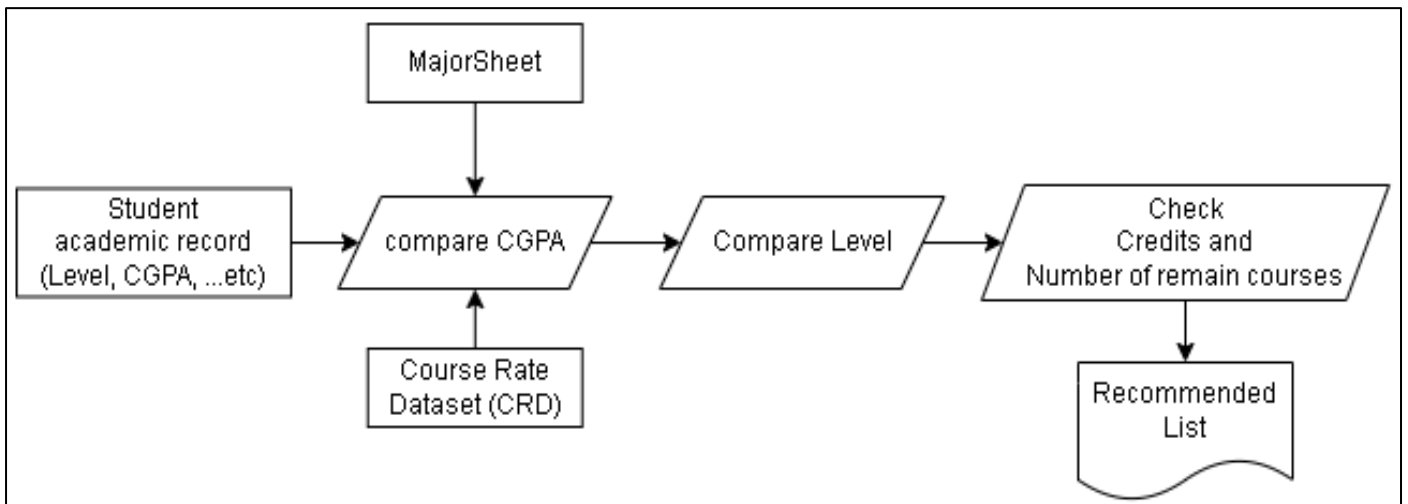 MajorSheet
Student
academic record
(Level, CGPA, ...etc)
compare CGPA
Compare Level
Check
Credits and
Number of remain courses
Course Rate
Dataset (CRD)
Recommended
List